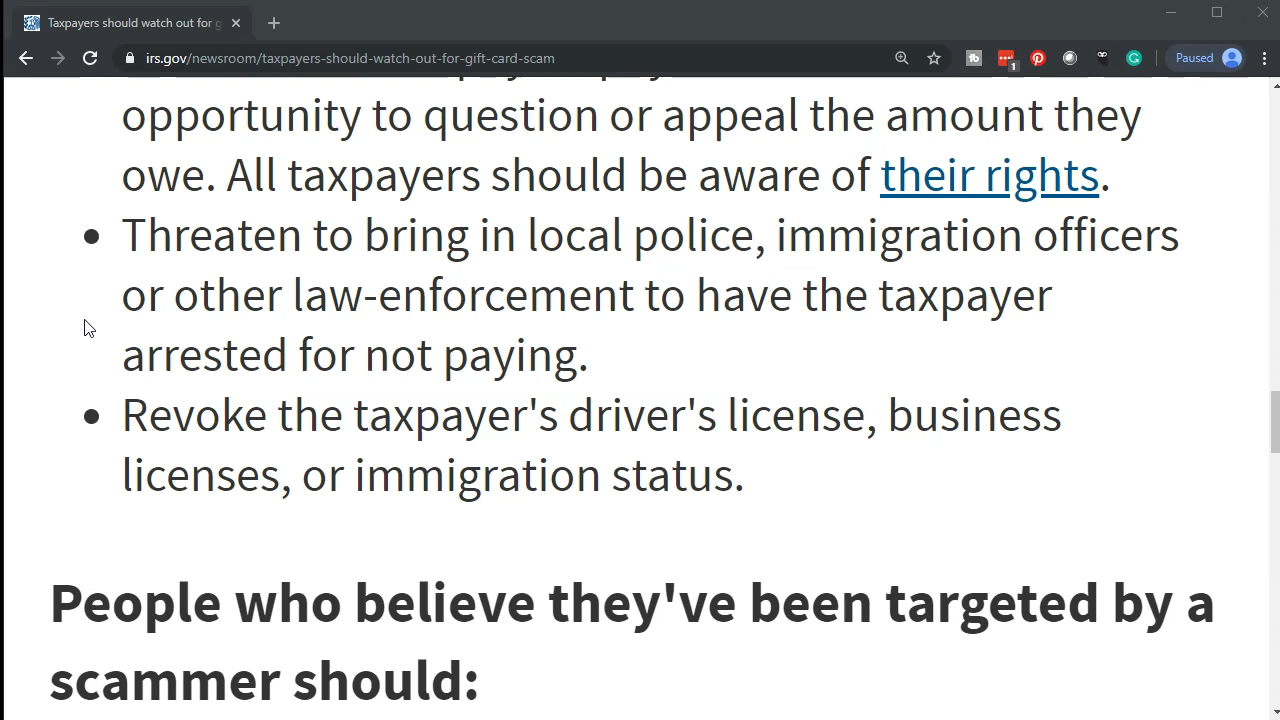 Taxpayers should watch out for g
irs.gov/newsroom/taxpayers-should-watch-out-for-gift-card-scam
1
Paused
opportunity to question or appeal the amount they
owe. All taxpayers should be aware of their rights.
Threaten to bring in local police, immigration officers
or other law-enforcement to have the taxpayer
arrested for not paying.
Revoke the taxpayer's driver's license, business
licenses, or immigration status.
People who believe they've been targeted by a
scammer should: